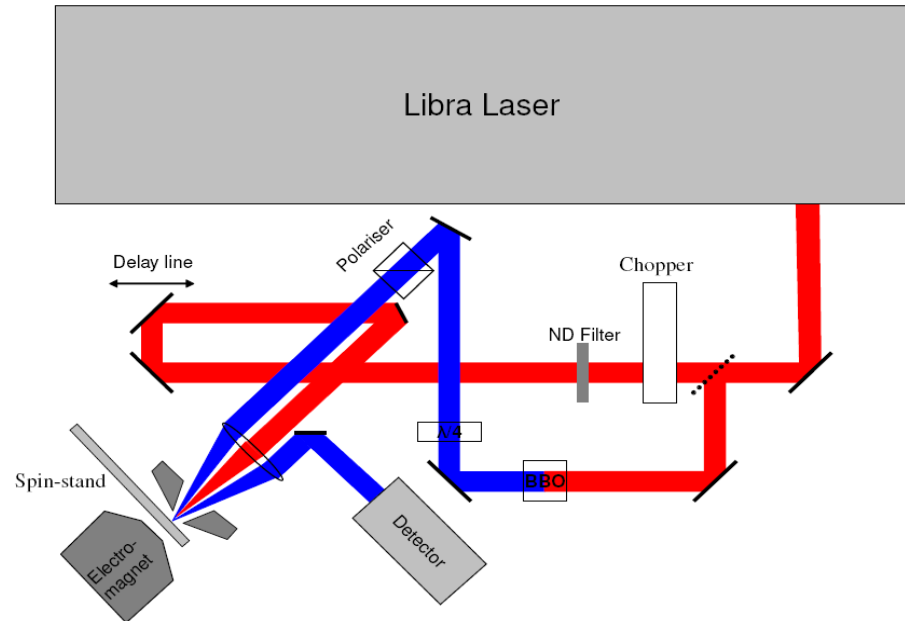 Libra Laser
Polariser
Delay line
Chopper
ND Filter
λ/4
BBO
Spin-stand
Electro-
magnet
Detector